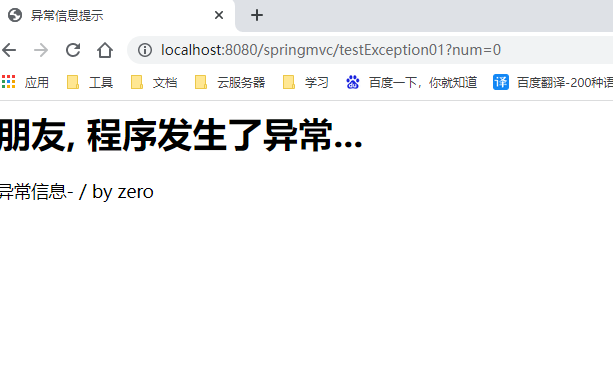 异常信息提示
localhost:8080/springmvc/testException01?num=0
应用 工具 文档 云服务器 学习 百度一下，你就知道 译 百度翻译-200种语
朋友, 程序发生了异常...
异常信息- / by zero